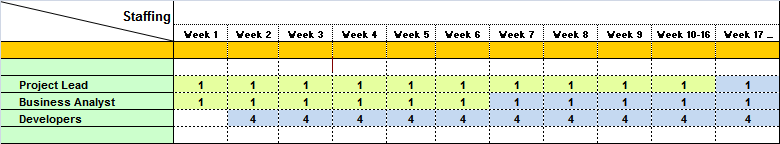 Staffing
Week 1 Week 2 Week 3 Week 4 Week 5 Week 6 Week 7 Week 8 Week 9 Week 10-16 Week 17 ..
Project Lead 1 1 1 1 1 1 1 1 1 1 1
Business Analyst 1 1 1 1 1 1 1 1 1 1 1
Developers 4 4 4 4 4 4 4 4 4 4